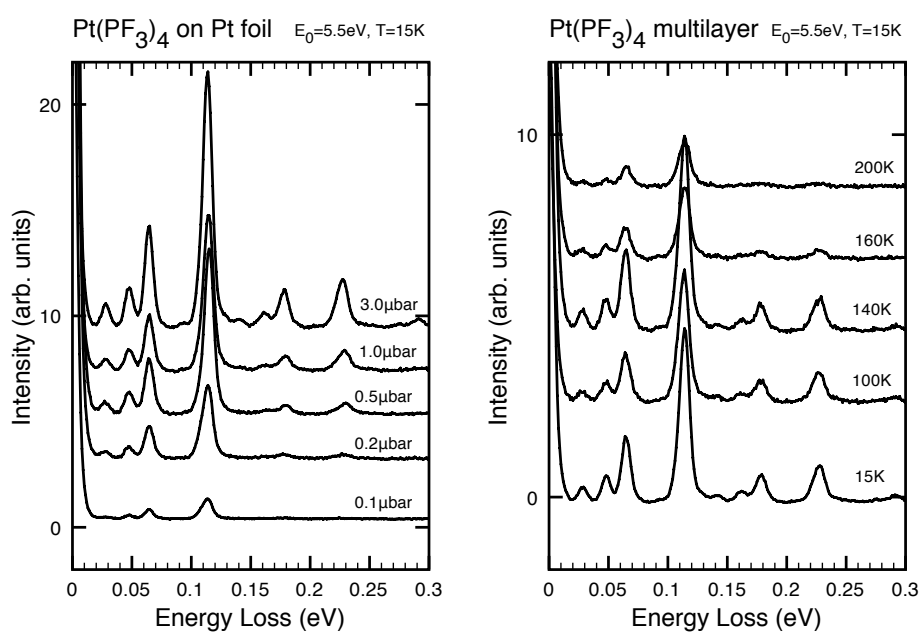 Pt(PF3)4 on Pt foil E0=5.5eV, T=15K
20
10
0
Intensity (arb. units)
3.0µbar
1.0µbar
0.5µbar
0.2µbar
0.1µbar
0 0.05 0.1 0.15 0.2 0.25 0.3
Energy Loss (eV)
Pt(PF3)4 multilayer E0=5.5eV, T=15K
10
0
Intensity (arb. units)
200K
160K
140K
100K
15K
0 0.05 0.1 0.15 0.2 0.25 0.3
Energy Loss (eV)